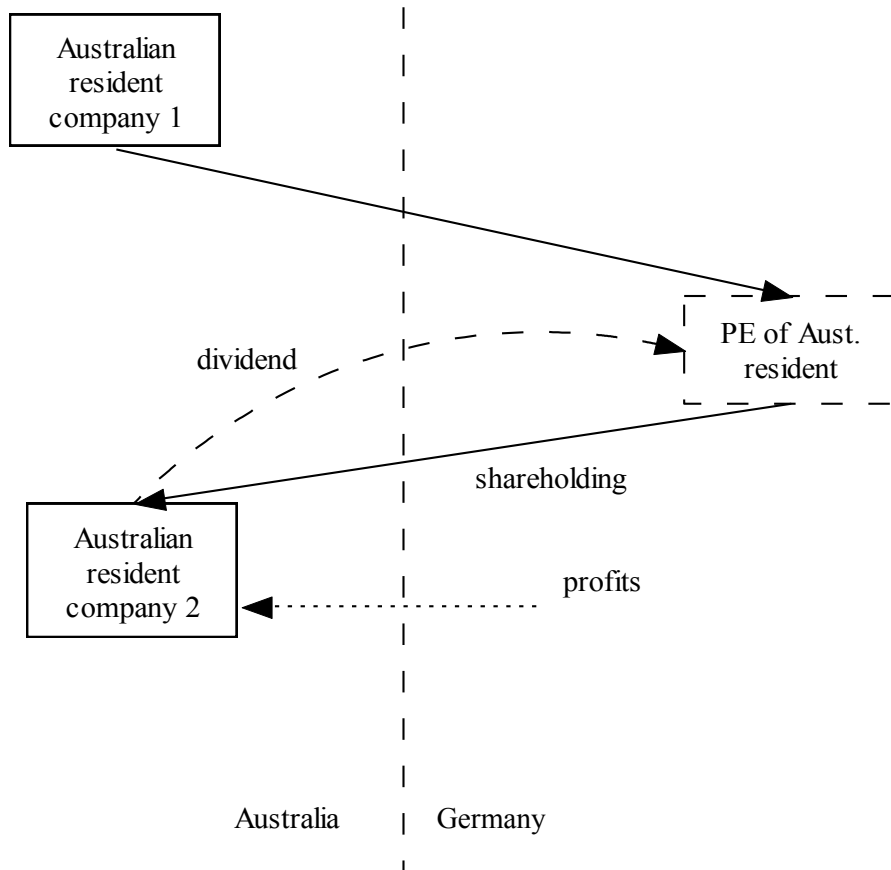 Australian
resident
company 1
PE of Aust.
resident
dividend
shareholding
Australian
resident
company 2
profits
Australia
Germany